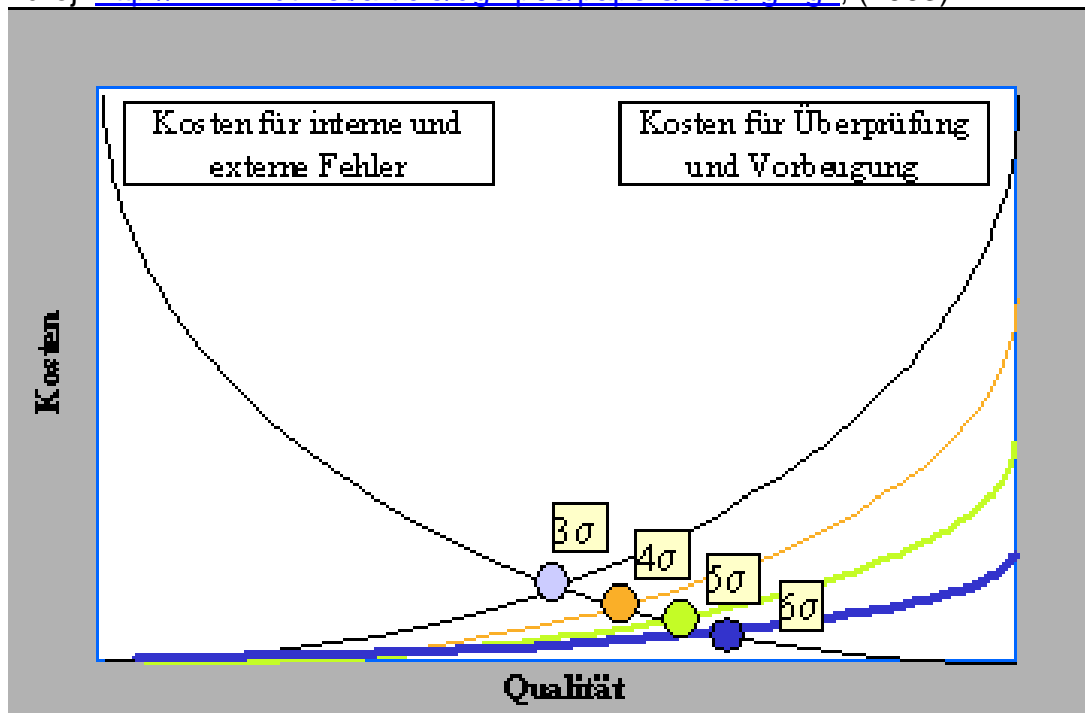 Kosten für interne und
externe Fehler
Kosten für Überprüfung
und Vorbeugung
Kosten
3σ
4σ
5σ
6σ
Qualität